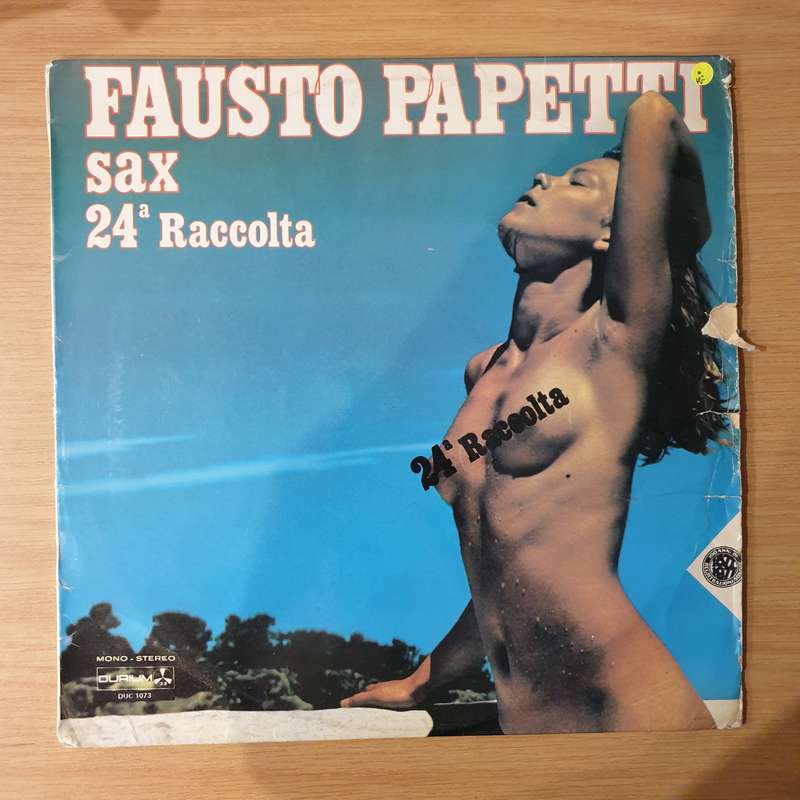 FAUSTO PAPETTI
sax
24ª Raccolta
24ª Raccolta
MONO - STEREO
DURIUM
DUC 1073